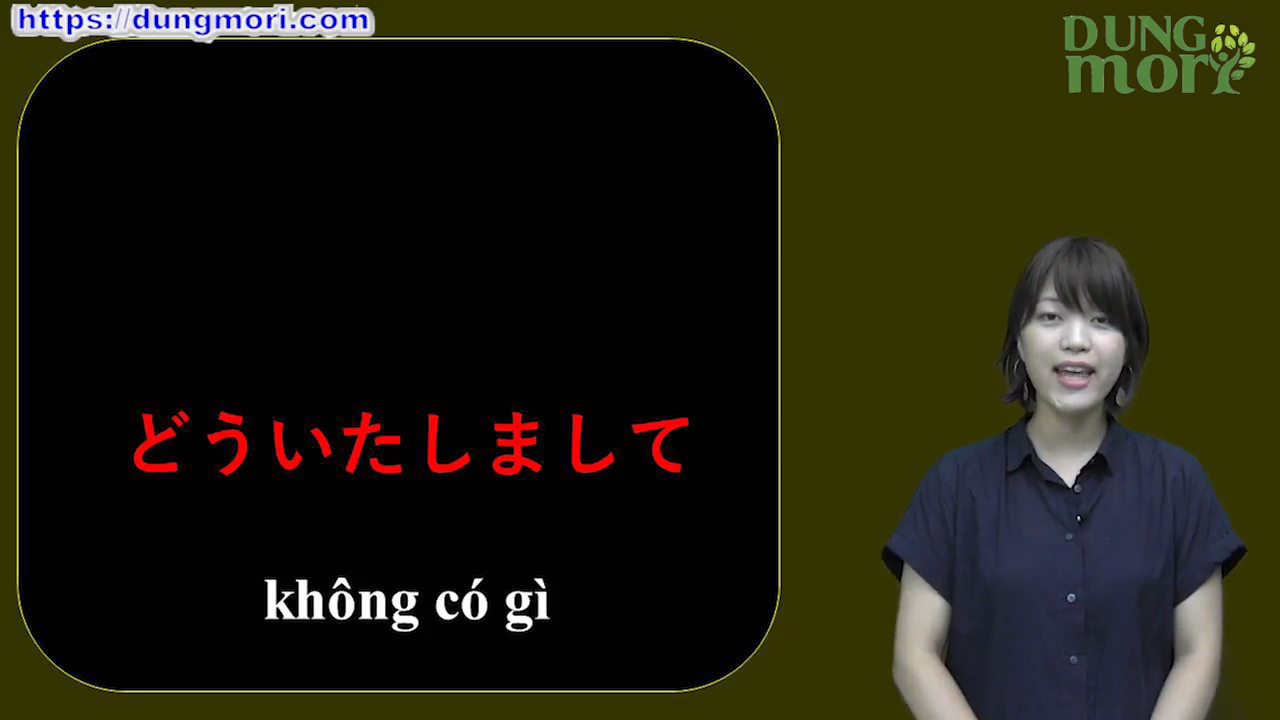 https://dungmori.com
DUNG
mori
どういたしまして
không có gì